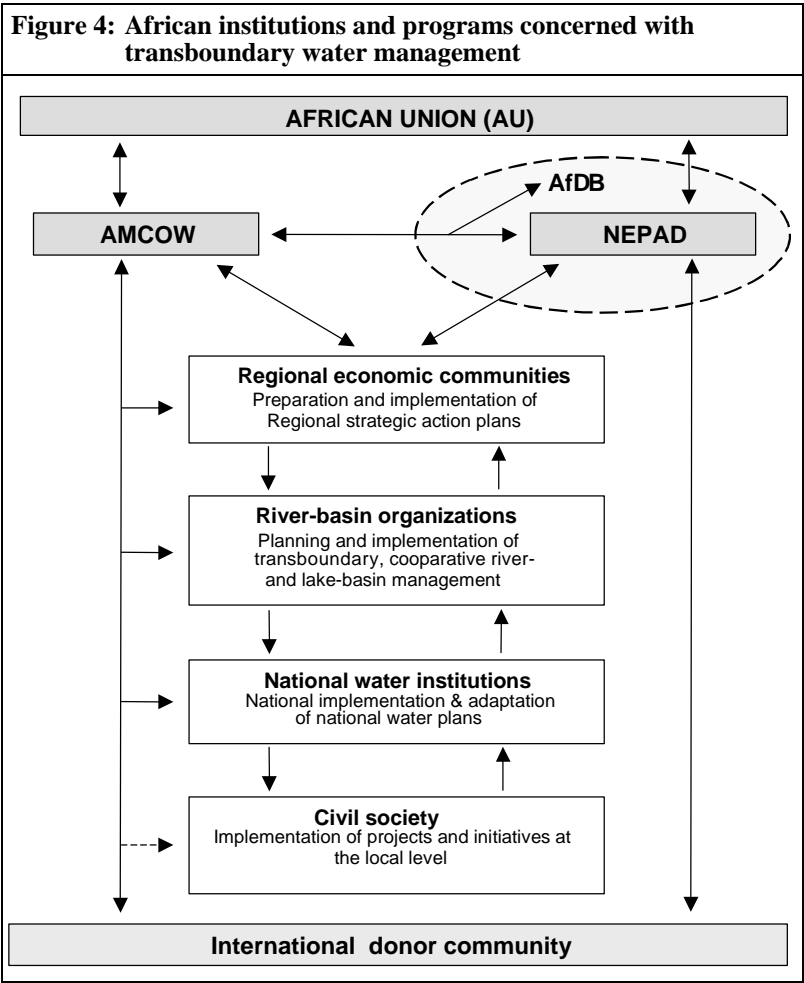 Figure 4: African institutions and programs concerned with
transboundary water management
AFRICAN UNION (AU)
AfDB
AMCOW
NEPAD
Regional economic communities
Preparation and implementation of
Regional strategic action plans
River-basin organizations
Planning and implementation of
transboundary, cooparative river-
and lake-basin management
National water institutions
National implementation & adaptation
of national water plans
Civil society
Implementation of projects and initiatives at
the local level
International donor community